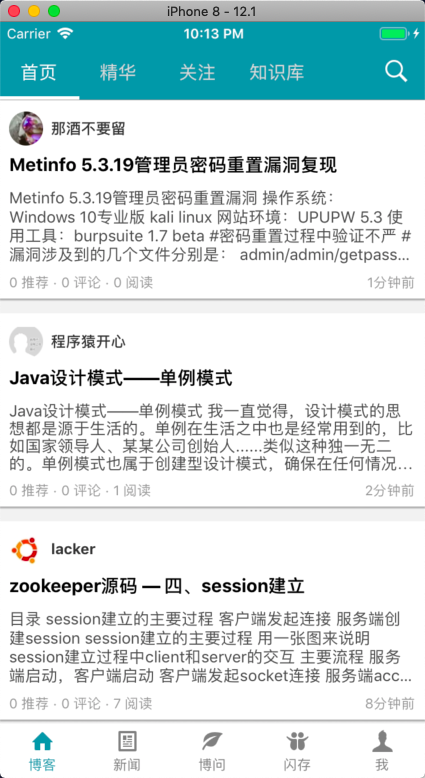 iPhone 8 - 12.1
Carrier 10:13 PM
首页 精华 关注 知识库
那酒不要留
Metinfo 5.3.19管理员密码重置漏洞复现
Metinfo 5.3.19管理员密码重置漏洞 操作系统：
Windows 10专业版 kali linux 网站环境：UPUPW 5.3 使
用工具：burpsuite 1.7 beta #密码重置过程中验证不严 #
漏洞涉及到的几个文件分别是： admin/admin/getpass...
0 推荐 · 0 评论 · 0 阅读 1分钟前
程序猿开心
Java设计模式——单例模式
Java设计模式——单例模式 我一直觉得，设计模式的思
想都是源于生活的。单例在生活之中也是经常用到的，比
如国家领导人、某某公司创始人......类似这种独一无二
的。单例模式也属于创建型设计模式，确保在任何情况...
0 推荐 · 0 评论 · 1 阅读 2分钟前
lacker
zookeeper源码 — 四、session建立
目录 session建立的主要过程 客户端发起连接 服务端创
建session session建立的主要过程 用一张图来说明
session建立过程中client和server的交互 主要流程 服务
端启动，客户端启动 客户端发起socket连接 服务端acc...
0 推荐 · 0 评论 · 7 阅读 8分钟前
博客 新闻 博问 闪存 我